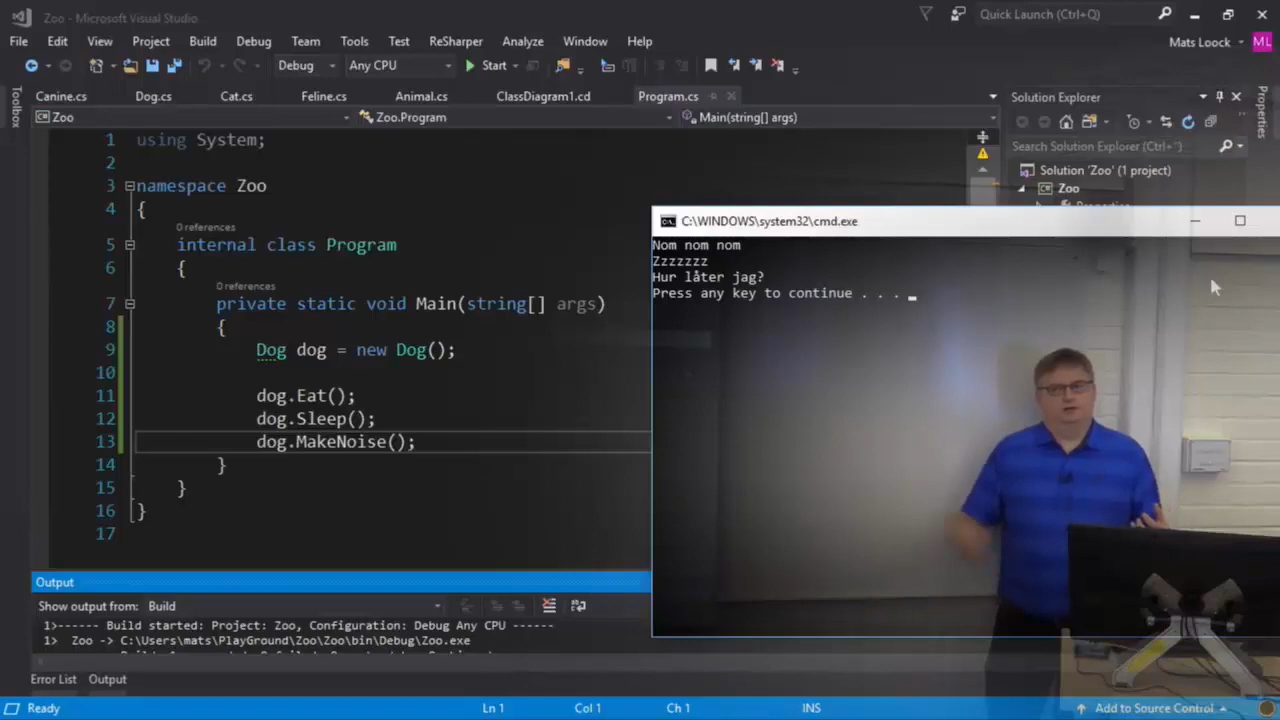 Zoo - Microsoft Visual Studio
Quick Launch (Ctrl+Q)
File Edit View Project Build Debug Team Tools Test ReSharper Analyze Window Help
Mats Loock ML
Debug Any CPU Start
Toolbox
Canine.cs Dog.cs Cat.cs Feline.cs Animal.cs ClassDiagram1.cd Program.cs
Solution Explorer
Properties
Zoo Zoo.Program Main(string[] args)
Search Solution Explorer (Ctrl+¨)
Solution 'Zoo' (1 project)
Zoo
1 using System;
2
3 namespace Zoo
4 {
0 references
5 internal class Program
6 {
0 references
7 private static void Main(string[] args)
8 {
9 Dog dog = new Dog();
10
11 dog.Eat();
12 dog.Sleep();
13 dog.MakeNoise();
14 }
15 }
16 }
17
C:\WINDOWS\system32\cmd.exe
Nom nom nom
Zzzzzzz
Hur låter jag?
Press any key to continue . . .
Output
Show output from: Build
1>------ Build started: Project: Zoo, Configuration: Debug Any CPU ------
1> Zoo -> C:\Users\mats\PlayGround\Zoo\Zoo\bin\Debug\Zoo.exe
Error List Output
Ready Ln 1 Col 1 Ch 1 INS Add to Source Control